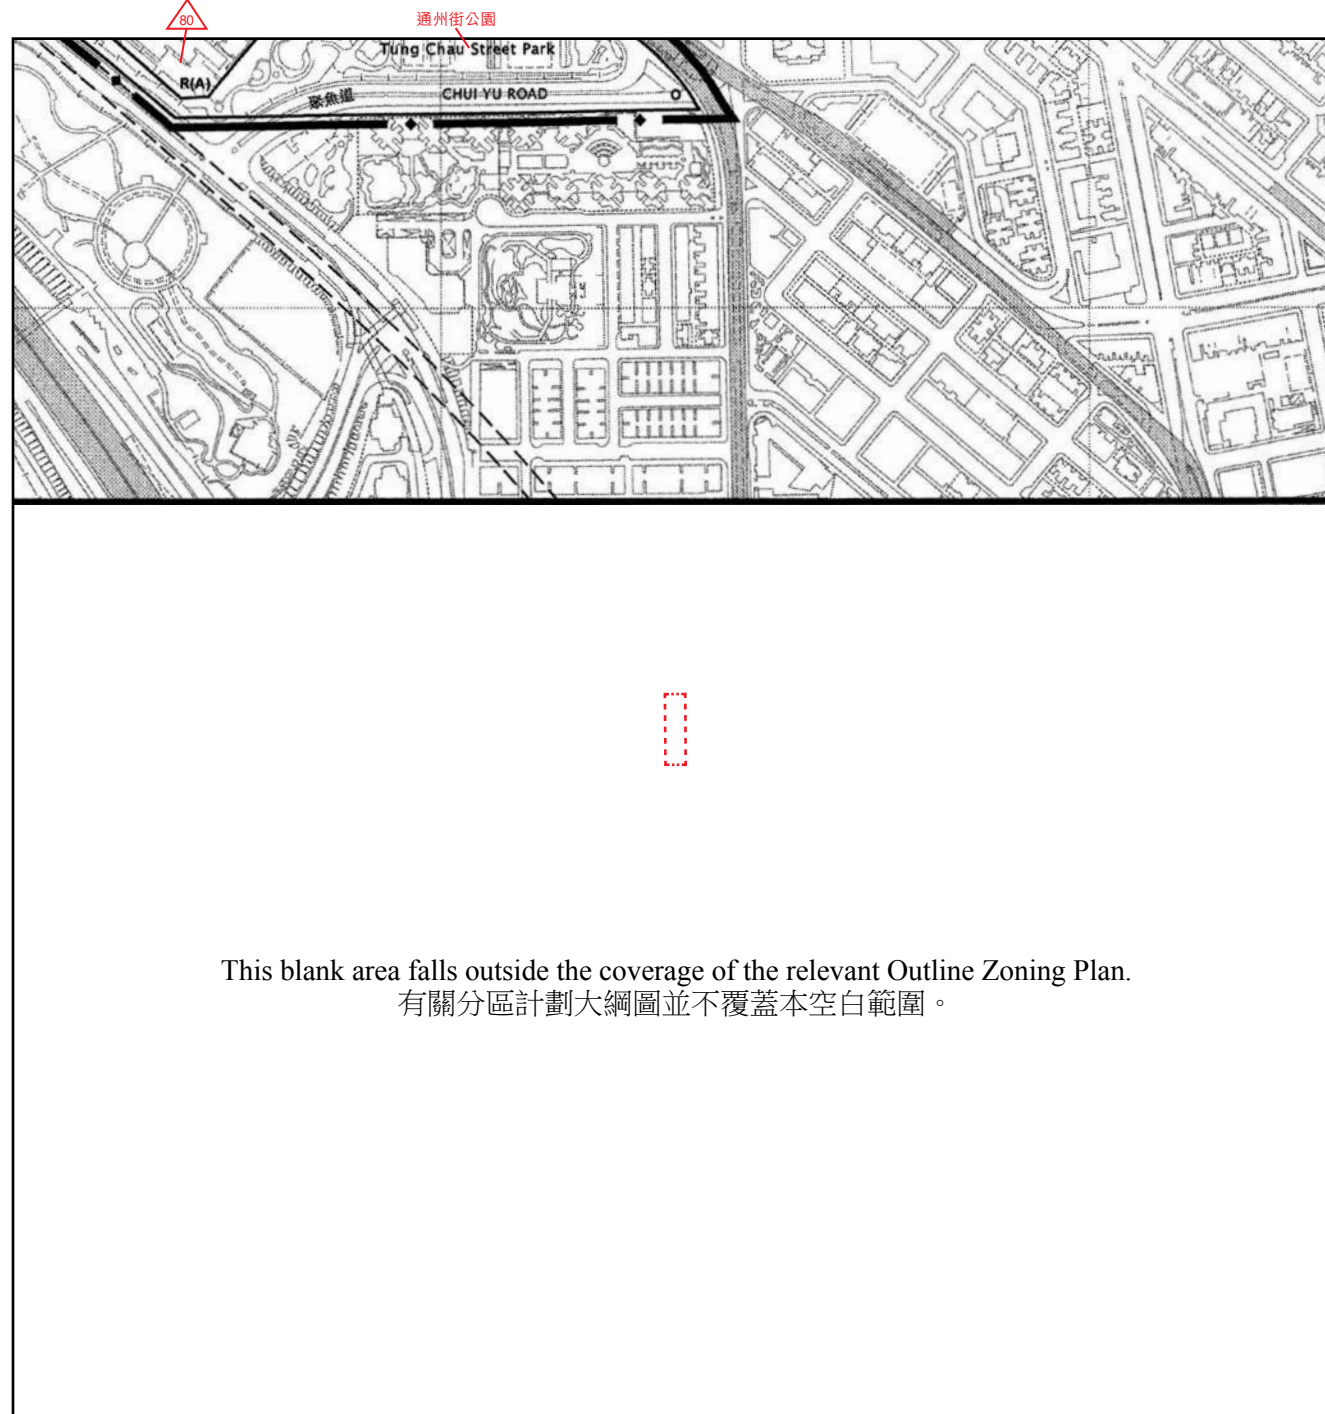 80
通州街公園
Tung Chau Street Park
R(A)
聚魚道
CHUI YU ROAD
O
This blank area falls outside the coverage of the relevant Outline Zoning Plan.
有關分區計劃大綱圖並不覆蓋本空白範圍。